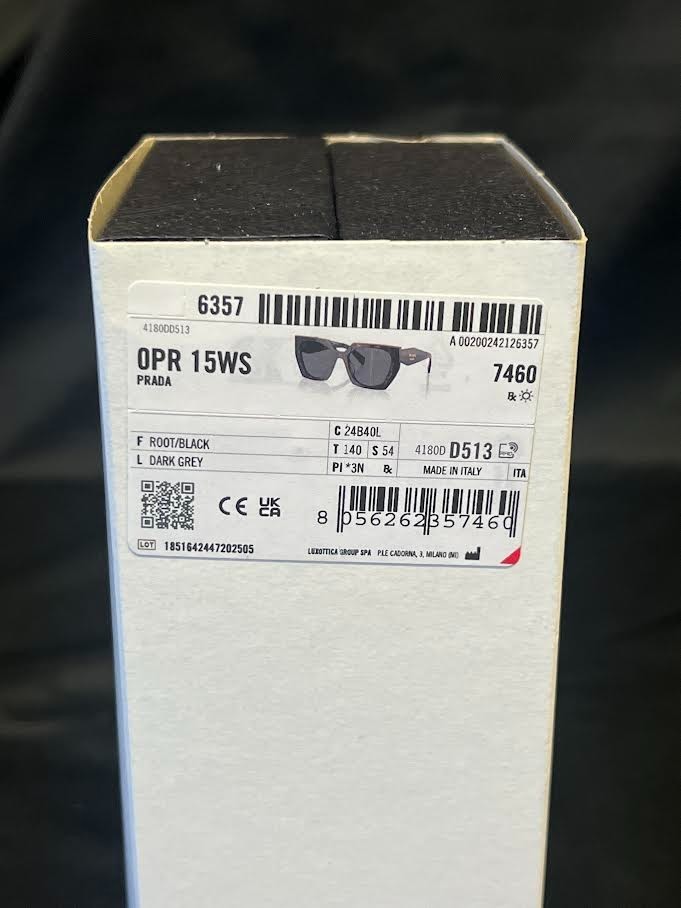 6357
4180DD513
A 00200242126357
0PR 15WS
PRADA
7460
Rx
C 24B40L
F ROOT/BLACK
T 140 S 54
4180D D513
L DARK GREY
PI *3N Rx
MADE IN ITALY
ITA
CE UK
CA
8 056262 357460
LOT 1851642447202505
LUXOTTICA GROUP SPA P.LE CADORNA, 3, MILANO (MI)